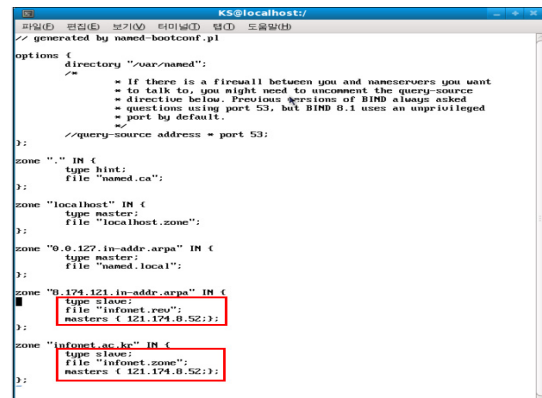 KS@localhost:/
파일(F) 편집(E) 보기(V) 터미널(T) 탭(T) 도움말(H)
// generated by named-bootconf.pl
options {
directory "/var/named";
/*
* If there is a firewall between you and nameservers you want
* to talk to, you might need to uncomment the query-source
* directive below. Previous versions of BIND always asked
* questions using port 53, but BIND 8.1 uses an unprivileged
* port by default.
*/
//query-source address * port 53;
};
zone "." IN {
type hint;
file "named.ca";
};
zone "localhost" IN {
type master;
file "localhost.zone";
};
zone "0.0.127.in-addr.arpa" IN {
type master;
file "named.local";
};
zone "8.174.121.in-addr.arpa" IN {
type slave;
file "infonet.rev";
masters { 121.174.8.52;};
};
zone "infonet.ac.kr" IN {
type slave;
file "infonet.zone";
masters { 121.174.8.52;};
};